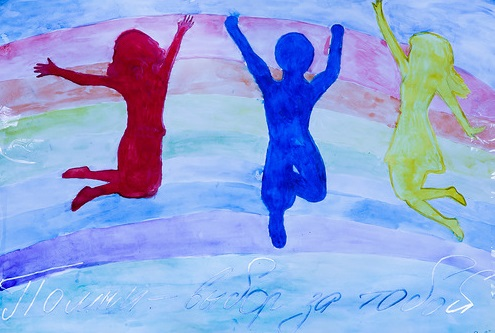 Помни выбор за тобой